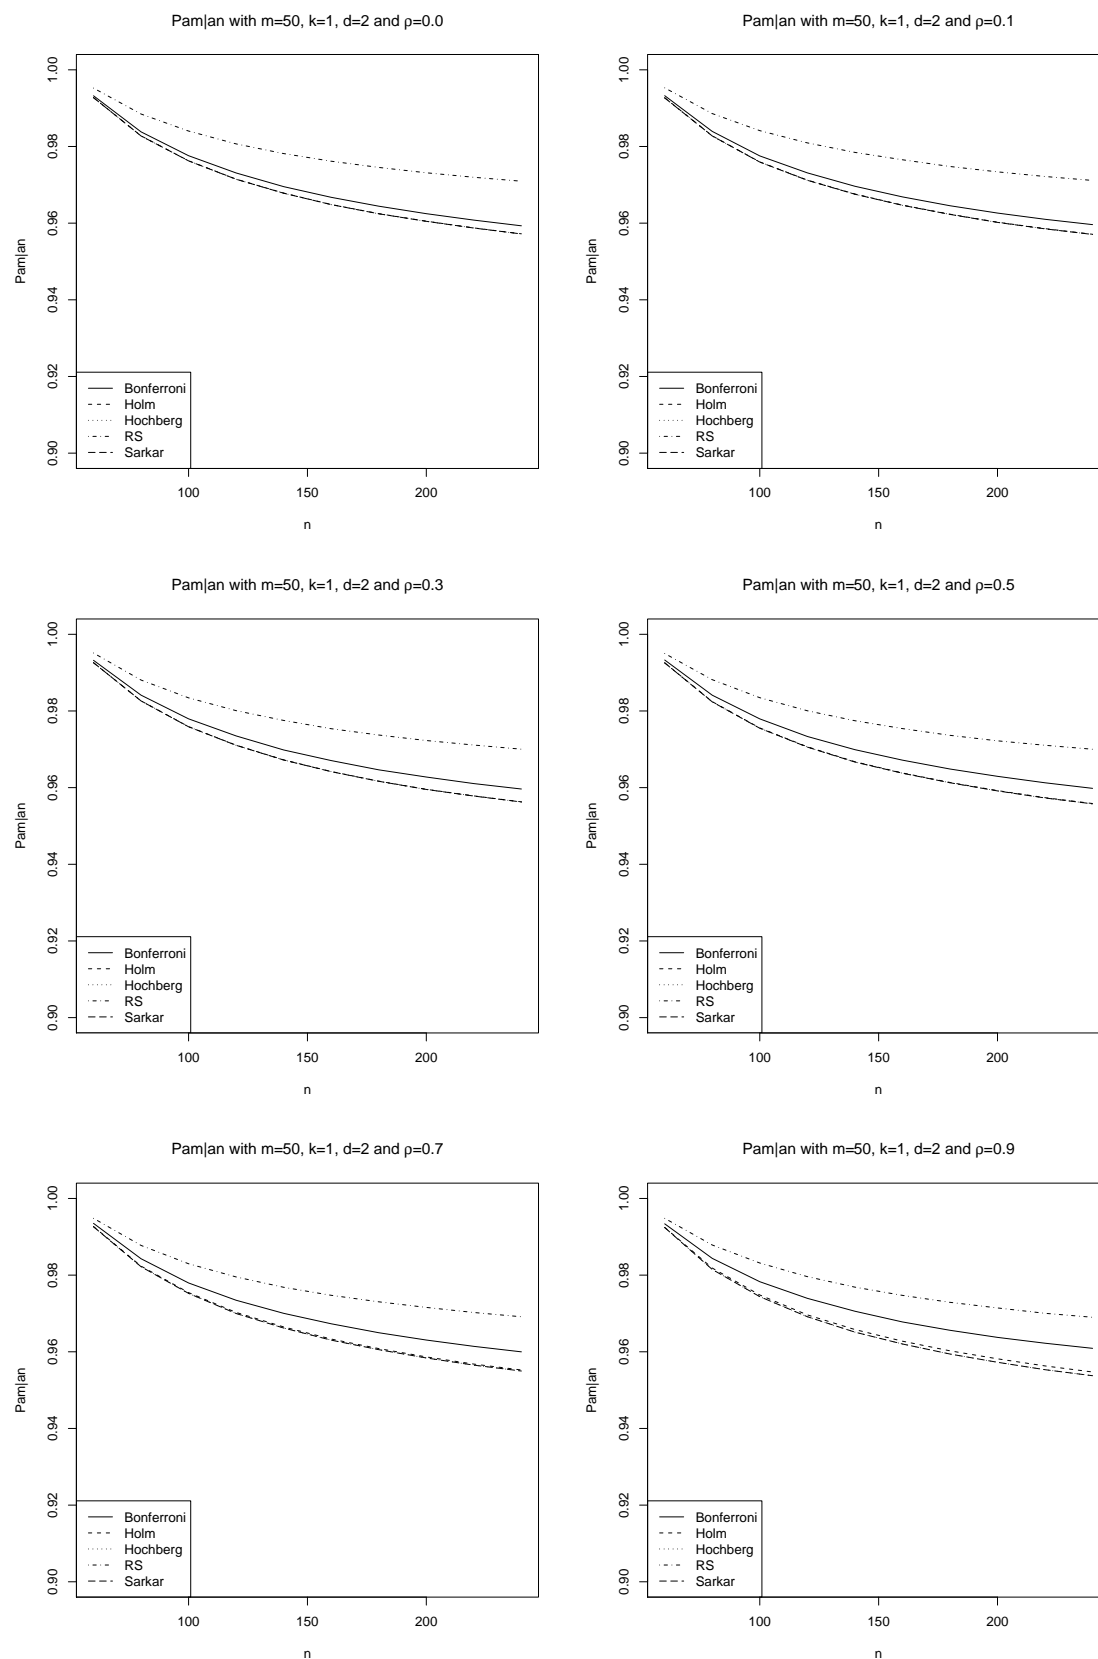 Pam|an with m=50, k=1, d=2 and ρ=0.0
Pam|an
1.00
0.98
0.96
0.94
0.92
0.90
Bonferroni
Holm
Hochberg
RS
Sarkar
100
150
200
n
Pam|an with m=50, k=1, d=2 and ρ=0.1
Pam|an
1.00
0.98
0.96
0.94
0.92
0.90
Bonferroni
Holm
Hochberg
RS
Sarkar
100
150
200
n
Pam|an with m=50, k=1, d=2 and ρ=0.3
Pam|an
1.00
0.98
0.96
0.94
0.92
0.90
Bonferroni
Holm
Hochberg
RS
Sarkar
100
150
200
n
Pam|an with m=50, k=1, d=2 and ρ=0.5
Pam|an
1.00
0.98
0.96
0.94
0.92
0.90
Bonferroni
Holm
Hochberg
RS
Sarkar
100
150
200
n
Pam|an with m=50, k=1, d=2 and ρ=0.7
Pam|an
1.00
0.98
0.96
0.94
0.92
0.90
Bonferroni
Holm
Hochberg
RS
Sarkar
100
150
200
n
Pam|an with m=50, k=1, d=2 and ρ=0.9
Pam|an
1.00
0.98
0.96
0.94
0.92
0.90
Bonferroni
Holm
Hochberg
RS
Sarkar
100
150
200
n